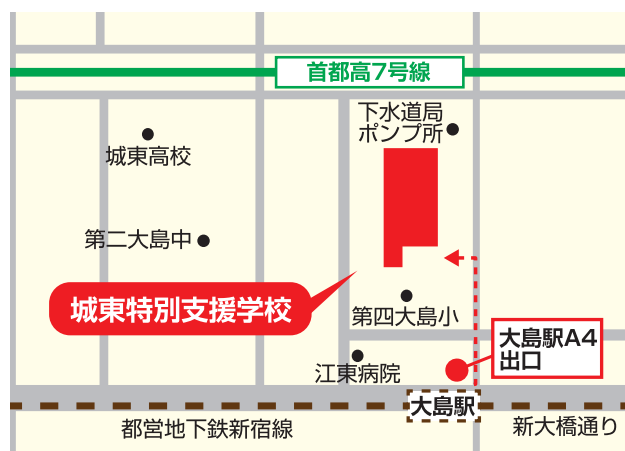 首都高7号線
下水道局
ポンプ所
城東高校
第二大島中
城東特別支援学校
第四大島小
大島駅A4
出口
江東病院
大島駅
都営地下鉄新宿線
新大橋通り